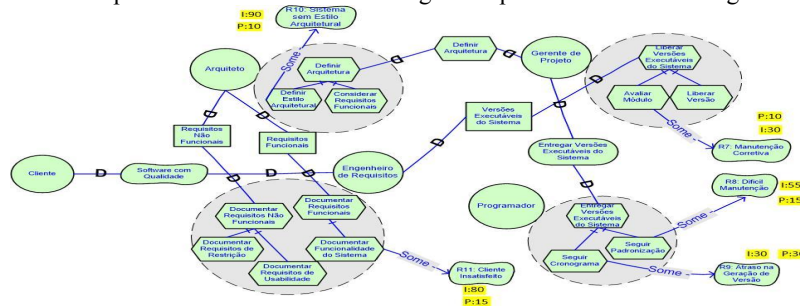 I:90
P:10
R10: Sistema
sem Estilo
Arquitetural
Some
Arquiteto
Definir
Arquitetura
Definir
Estilo
Arquitetural
Considerar
Requisitos
Funcionais
D
Definir
Arquitetura
D
Gerente de
Projeto
Liberar
Versões
Executáveis
do Sistema
Avaliar
Módulo
Liberar
Versão
Some
P:10
I:30
R7: Manutenção
Corretiva
D
D
Requisitos
Não
Funcionais
Requisitos
Funcionais
Versões
Executáveis
do Sistema
D
D
D
Entregar Versões
Executáveis do
Sistema
Cliente
D
Software com
Qualidade
D
Engenheiro
de Requisitos
D
D
D
Documentar
Requisitos Não
Funcionais
Documentar
Requisitos
Funcionais
Documentar
Requisitos de
Restrição
Documentar
Requisitos de
Usabilidade
Documentar
Funcionalidade
do Sistema
Some
R11: Cliente
Insatisfeito
I:80
P:15
Programador
Entregar
Versões
Executáveis
do Sistema
Seguir
Cronograma
Seguir
Padronização
Some
R8: Difícil
Manutenção
I:55
P:15
Some
I:30
R9: Atraso na
Geração de
Versão